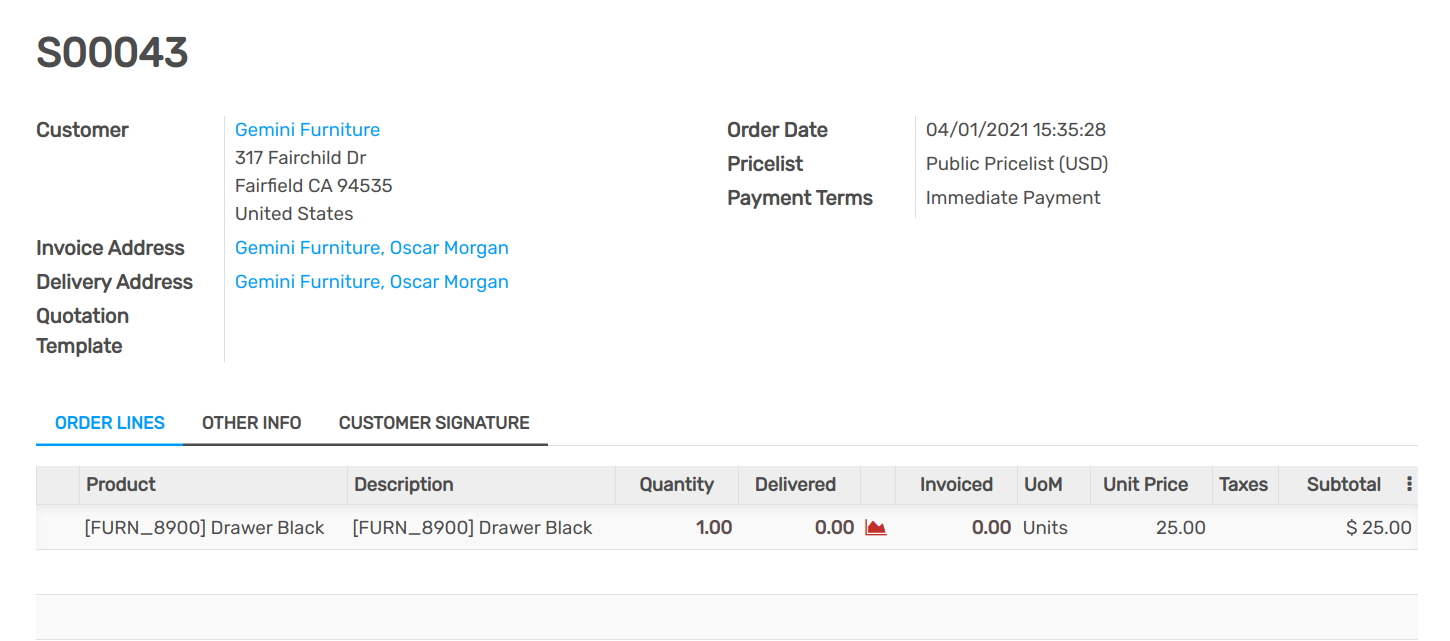 S00043
Customer
Gemini Furniture
317 Fairchild Dr
Fairfield CA 94535
United States
Invoice Address
Gemini Furniture, Oscar Morgan
Delivery Address
Gemini Furniture, Oscar Morgan
Quotation
Template
Order Date
04/01/2021 15:35:28
Pricelist
Public Pricelist (USD)
Payment Terms
Immediate Payment
ORDER LINES OTHER INFO CUSTOMER SIGNATURE
Product Description Quantity Delivered Invoiced UoM Unit Price Taxes Subtotal
[FURN_8900] Drawer Black [FURN_8900] Drawer Black 1.00 0.00 0.00 Units 25.00 $ 25.00